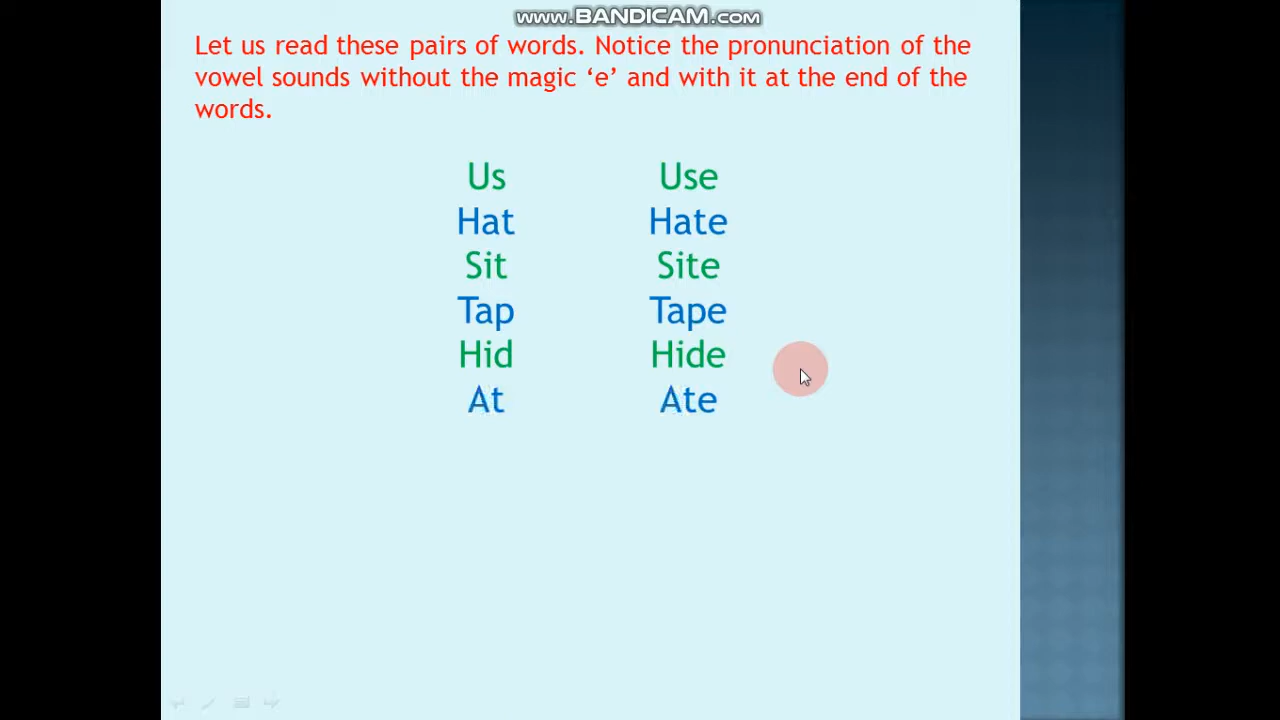 www.BANDICAM.com
Let us read these pairs of words. Notice the pronunciation of the
vowel sounds without the magic ‘e’ and with it at the end of the
words.
Us Use
Hat Hate
Sit Site
Tap Tape
Hid Hide
At Ate